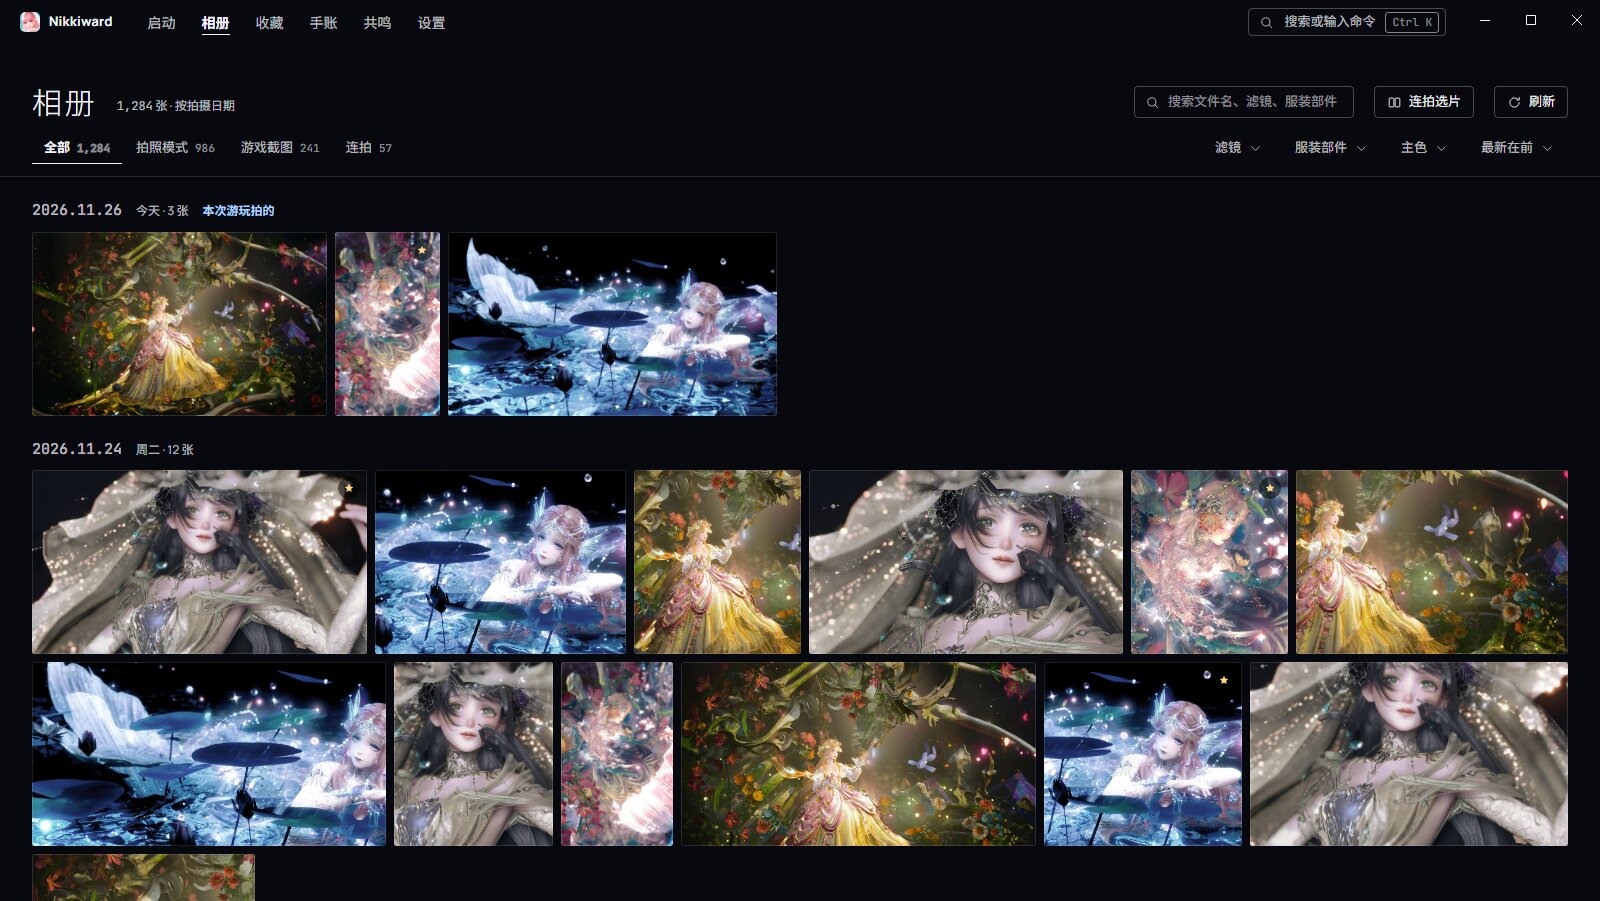 Nikkiward 启动 相册 收藏 手账 共鸣 设置 搜索或输入命令 Ctrl K
相册 1,284 张·按拍摄日期 搜索文件名、滤镜、服装部件 连拍选片 刷新
全部 1,284 拍照模式 986 游戏截图 241 连拍 57 滤镜 服装部件 主色 最新在前
2026.11.26 今天·3 张 本次游玩拍的
2026.11.24 周二·12 张